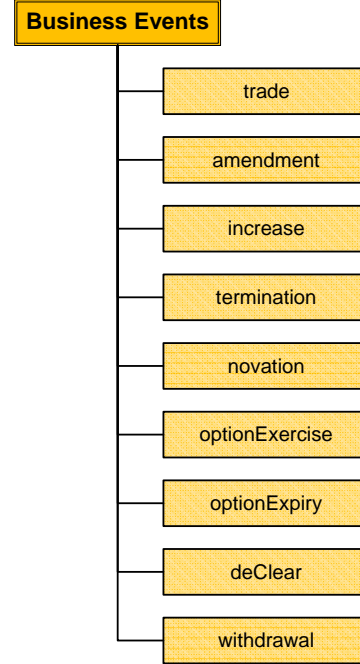 Business Events
trade
amendment
increase
termination
novation
optionExercise
optionExpiry
deClear
withdrawal